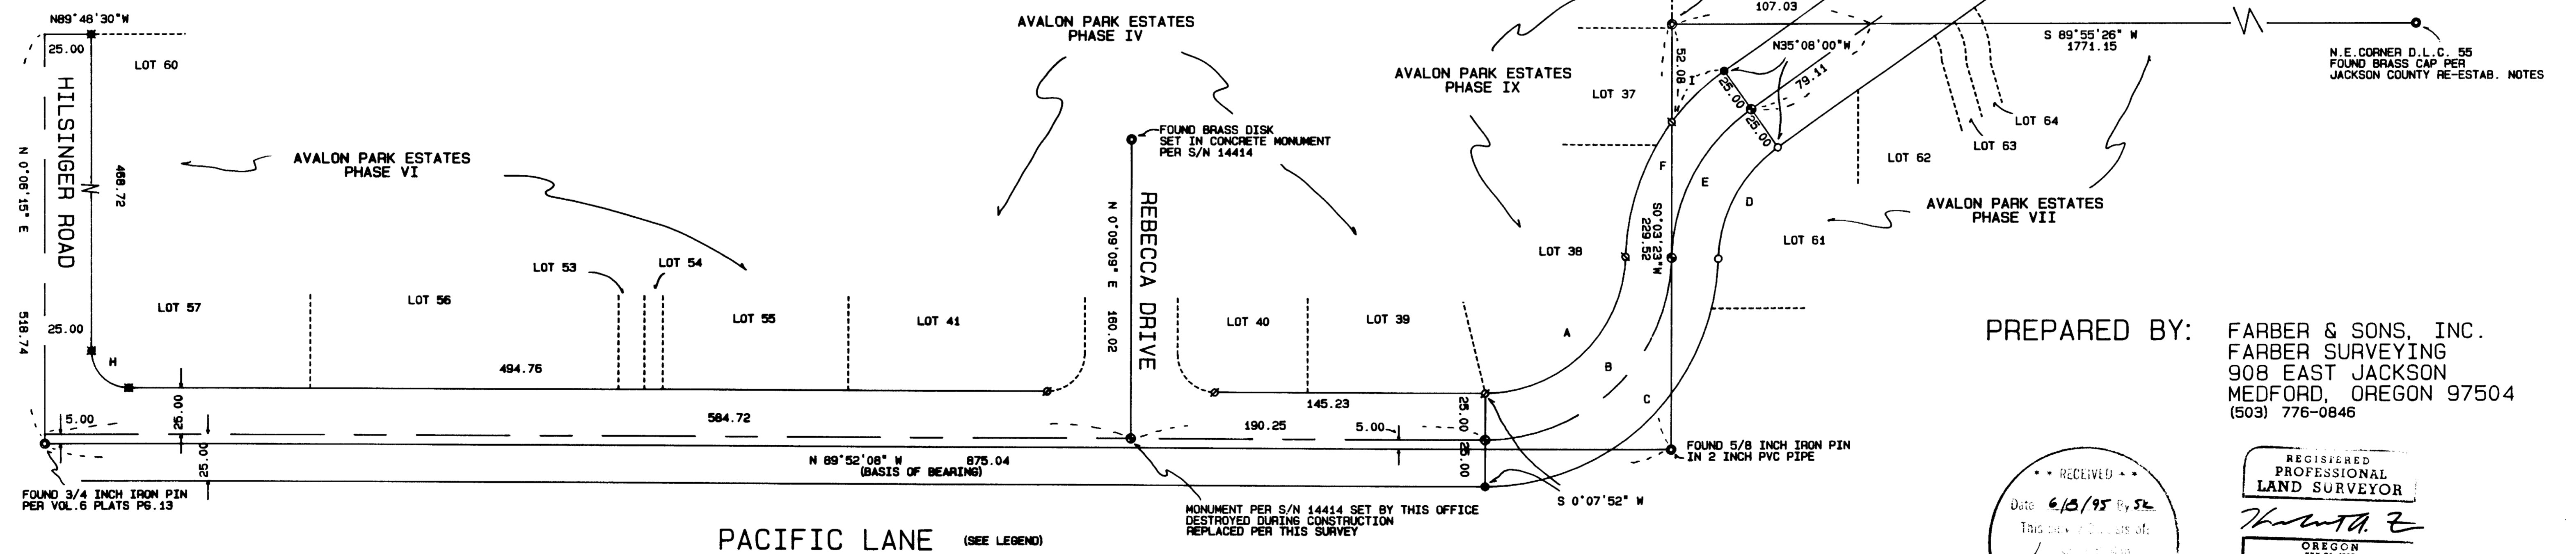 N89°48'30"W
25.00
LOT 60
HILSINGER ROAD
N 0°06'15" E
468.72
518.74
25.00
H
5.00
25.00
25.00
FOUND 3/4 INCH IRON PIN
PER VOL.6 PLATS PG.13
AVALON PARK ESTATES
PHASE VI
LOT 57
LOT 56
LOT 53
LOT 54
LOT 55
LOT 41
494.76
584.72
N 89°52'08" W 875.04
(BASIS OF BEARING)
PACIFIC LANE (SEE LEGEND)
AVALON PARK ESTATES
PHASE IV
FOUND BRASS DISK
SET IN CONCRETE MONUMENT
PER S/N 14414
REBECCA DRIVE
N 0°09'09" E 160.02
LOT 40
LOT 39
145.23
190.25
5.00
25.00
25.00
MONUMENT PER S/N 14414 SET BY THIS OFFICE
DESTROYED DURING CONSTRUCTION
REPLACED PER THIS SURVEY
S 0°07'52" W
AVALON PARK ESTATES
PHASE IX
LOT 37
LOT 38
A
B
C
D
E
F
I
52.08
S0°03'23"W
229.52
107.03
N35°08'00"W
25.00
25.00
79.11
FOUND 5/8 INCH IRON PIN
IN 2 INCH PVC PIPE
LOT 61
LOT 62
LOT 63
LOT 64
AVALON PARK ESTATES
PHASE VII
S 89°55'26" W
1771.15
N.E.CORNER D.L.C. 55
FOUND BRASS CAP PER
JACKSON COUNTY RE-ESTAB. NOTES
PREPARED BY:
FARBER & SONS, INC.
FARBER SURVEYING
908 EAST JACKSON
MEDFORD, OREGON 97504
(503) 776-0846
* * RECEIVED * *
Date 6/13/95 By SK
REGISTERED
PROFESSIONAL
LAND SURVEYOR
OREGON